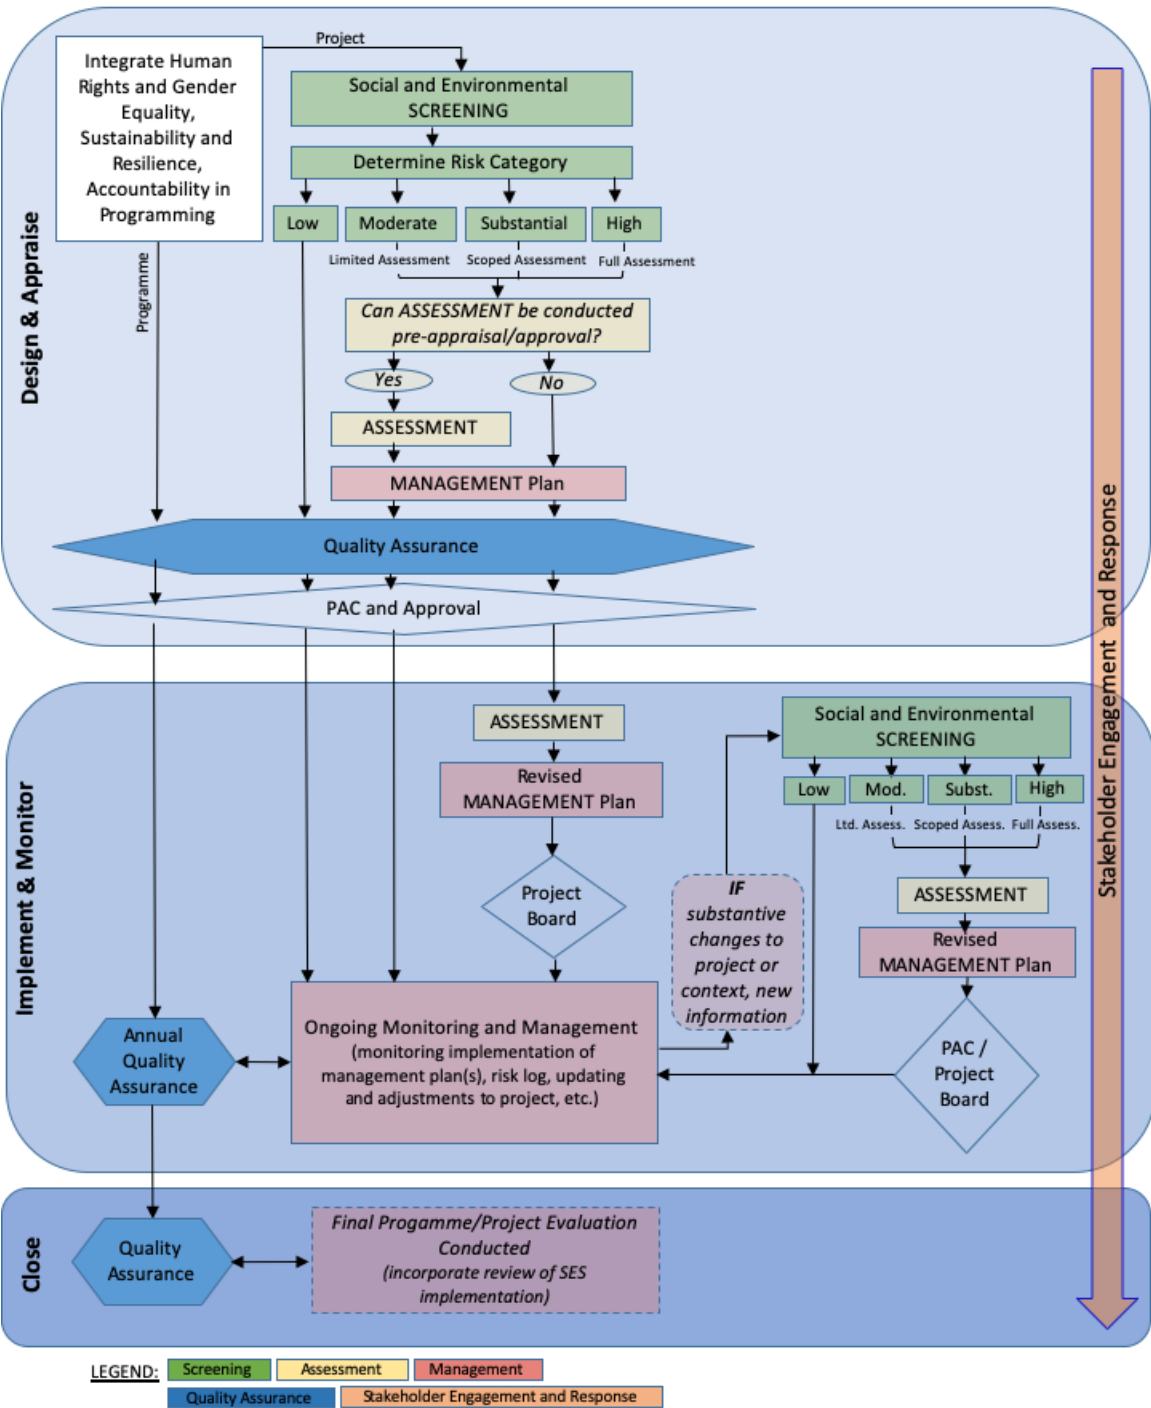 Project
Integrate Human
Rights and Gender
Equality,
Sustainability and
Resilience,
Accountability in
Programming
Social and Environmental
SCREENING
Determine Risk Category
Low
Moderate
Substantial
High
Limited Assessment
Scoped Assessment
Full Assessment
Programme
Can ASSESSMENT be conducted
pre-appraisal/approval?
Yes
No
ASSESSMENT
MANAGEMENT Plan
Quality Assurance
PAC and Approval
Design & Appraise
Stakeholder Engagement and Response
Implement & Monitor
ASSESSMENT
Revised
MANAGEMENT Plan
Project
Board
Social and Environmental
SCREENING
Low
Mod.
Subst.
High
Ltd. Assess.
Scoped Assess.
Full Assess.
ASSESSMENT
Revised
MANAGEMENT Plan
PAC /
Project
Board
IF
substantive
changes to
project or
context, new
information
Ongoing Monitoring and Management
(monitoring implementation of
management plan(s), risk log, updating
and adjustments to project, etc.)
Annual
Quality
Assurance
Close
Quality
Assurance
Final Progamme/Project Evaluation
Conducted
(incorporate review of SES
implementation)
LEGEND:
Screening
Assessment
Management
Quality Assurance
Stakeholder Engagement and Response